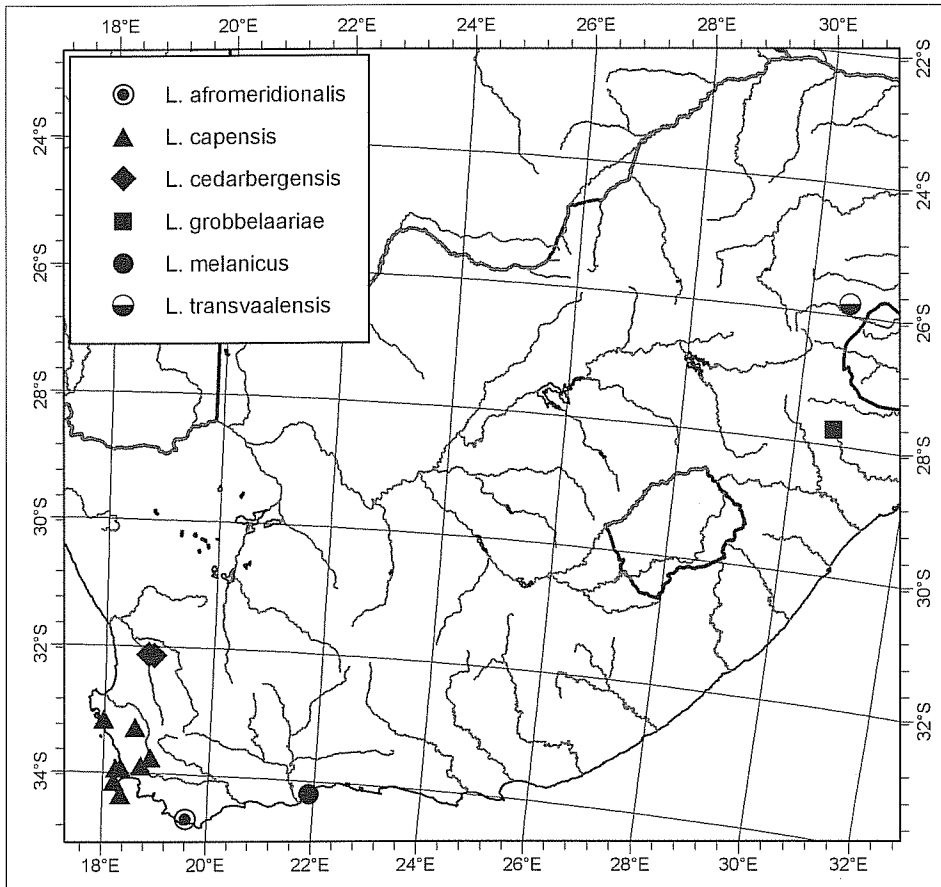 18°E 20°E 22°E 24°E 26°E 28°E 30°E
L. afromeridionalis
L. capensis
L. cedarbergensis
L. grobbelaariae
L. melanicus
L. transvaalensis
24°S
26°S
28°S
30°S
32°S
34°S
22°S
24°S
26°S
28°S
30°S
32°S
18°E 20°E 22°E 24°E 26°E 28°E 30°E 32°E